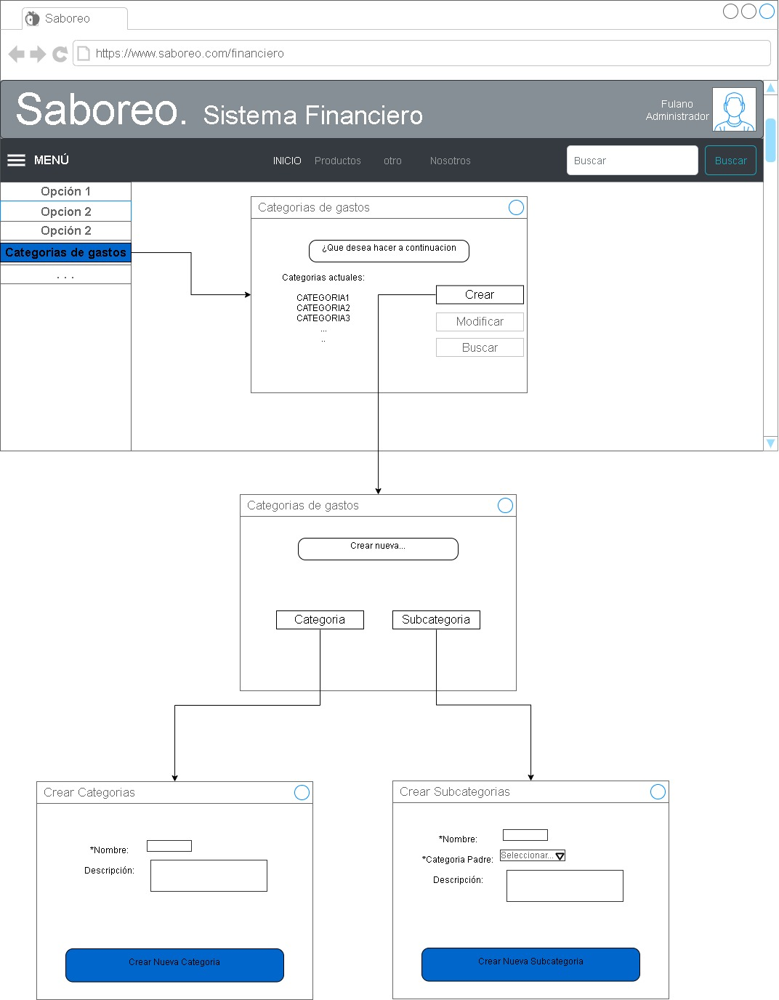 Saboreo
https://www.saboreo.com/financiero
Saboreo. Sistema Financiero
Fulano
Administrador
MENÚ
INICIO Productos otro Nosotros
Buscar
Buscar
Opción 1
Opcion 2
Opción 2
Categorias de gastos
. . .
Categorias de gastos
¿Que desea hacer a continuacion
Categorias actuales:
CATEGORIA1
CATEGORIA2
CATEGORIA3
...
..
Crear
Modificar
Buscar
Categorias de gastos
Crear nueva...
Categoria
Subcategoria
Crear Categorias
*Nombre:
Descripción:
Crear Nueva Categoria
Crear Subcategorias
*Nombre:
*Categoria Padre: Seleccionar...
Descripción:
Crear Nueva Subcategoria